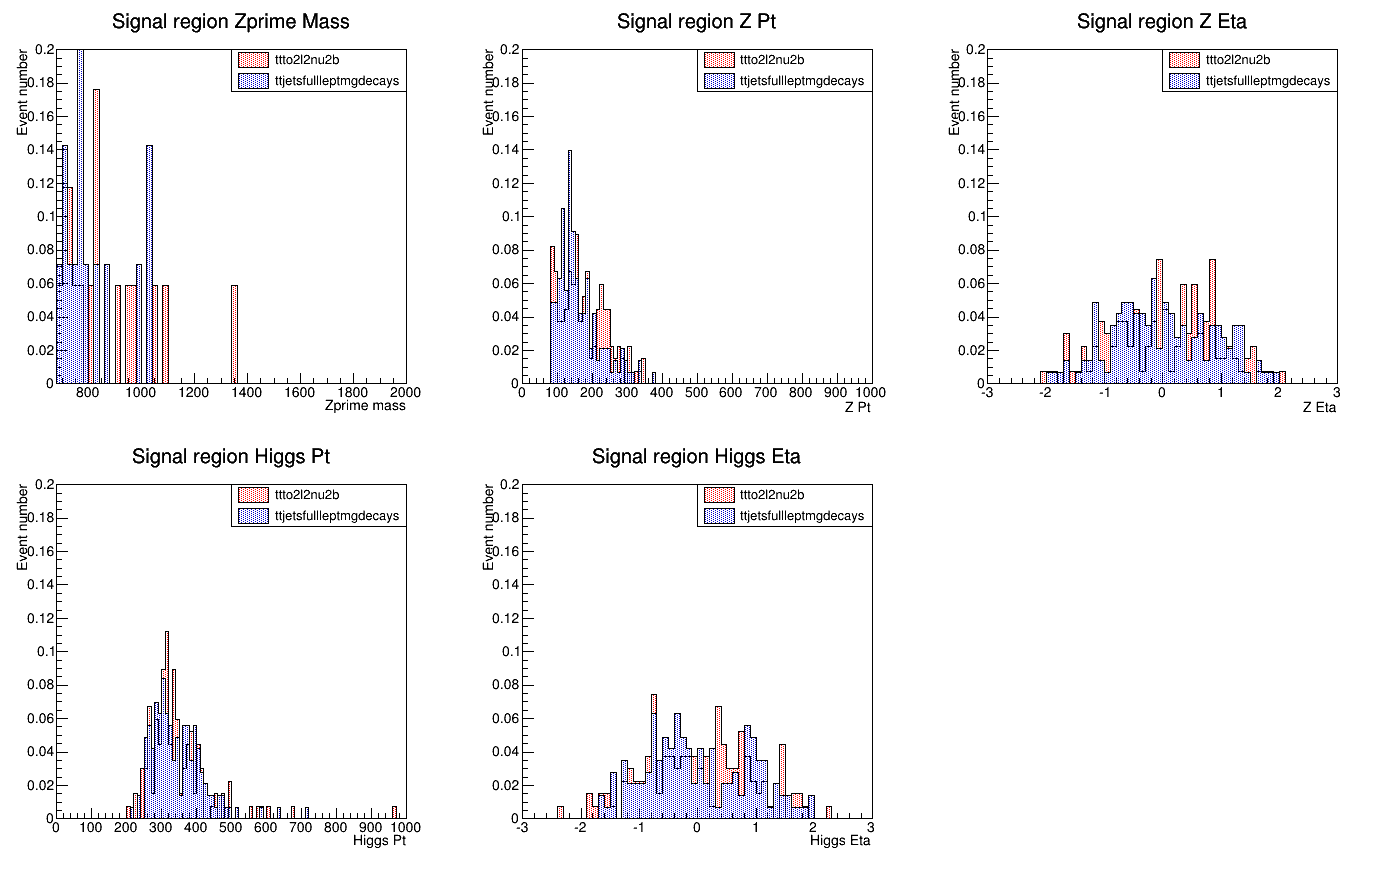 Signal region Zprime Mass
Event number
0.2
0.18
0.16
0.14
0.12
0.1
0.08
0.06
0.04
0.02
0
ttto2l2nu2b
ttjetsfullleptmgdecays
800 1000 1200 1400 1600 1800 2000
Zprime mass
Signal region Z Pt
Event number
0.2
0.18
0.16
0.14
0.12
0.1
0.08
0.06
0.04
0.02
0
ttto2l2nu2b
ttjetsfullleptmgdecays
0 100 200 300 400 500 600 700 800 900 1000
Z Pt
Signal region Z Eta
Event number
0.2
0.18
0.16
0.14
0.12
0.1
0.08
0.06
0.04
0.02
0
ttto2l2nu2b
ttjetsfullleptmgdecays
-3 -2 -1 0 1 2 3
Z Eta
Signal region Higgs Pt
Event number
0.2
0.18
0.16
0.14
0.12
0.1
0.08
0.06
0.04
0.02
0
ttto2l2nu2b
ttjetsfullleptmgdecays
0 100 200 300 400 500 600 700 800 900 1000
Higgs Pt
Signal region Higgs Eta
Event number
0.2
0.18
0.16
0.14
0.12
0.1
0.08
0.06
0.04
0.02
0
ttto2l2nu2b
ttjetsfullleptmgdecays
-3 -2 -1 0 1 2 3
Higgs Eta